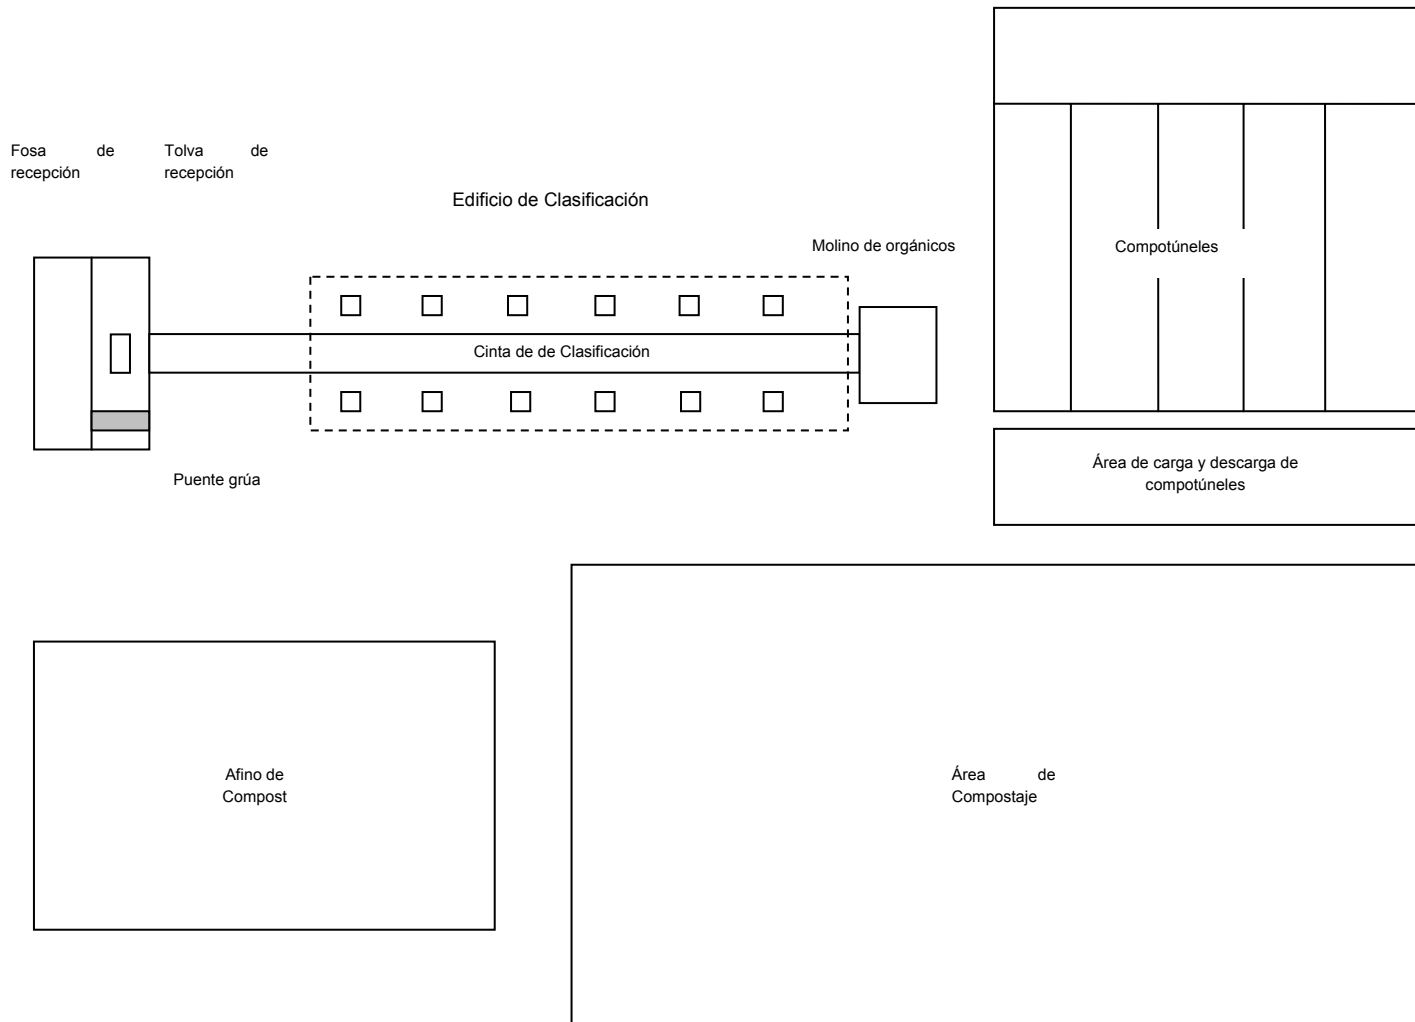 Fosa de
recepción
Tolva de
recepción
Edificio de Clasificación
Molino de orgánicos
Compotúneles
Cinta de de Clasificación
Puente grúa
Área de carga y descarga de
compotúneles
Afino de
Compost
Área de
Compostaje